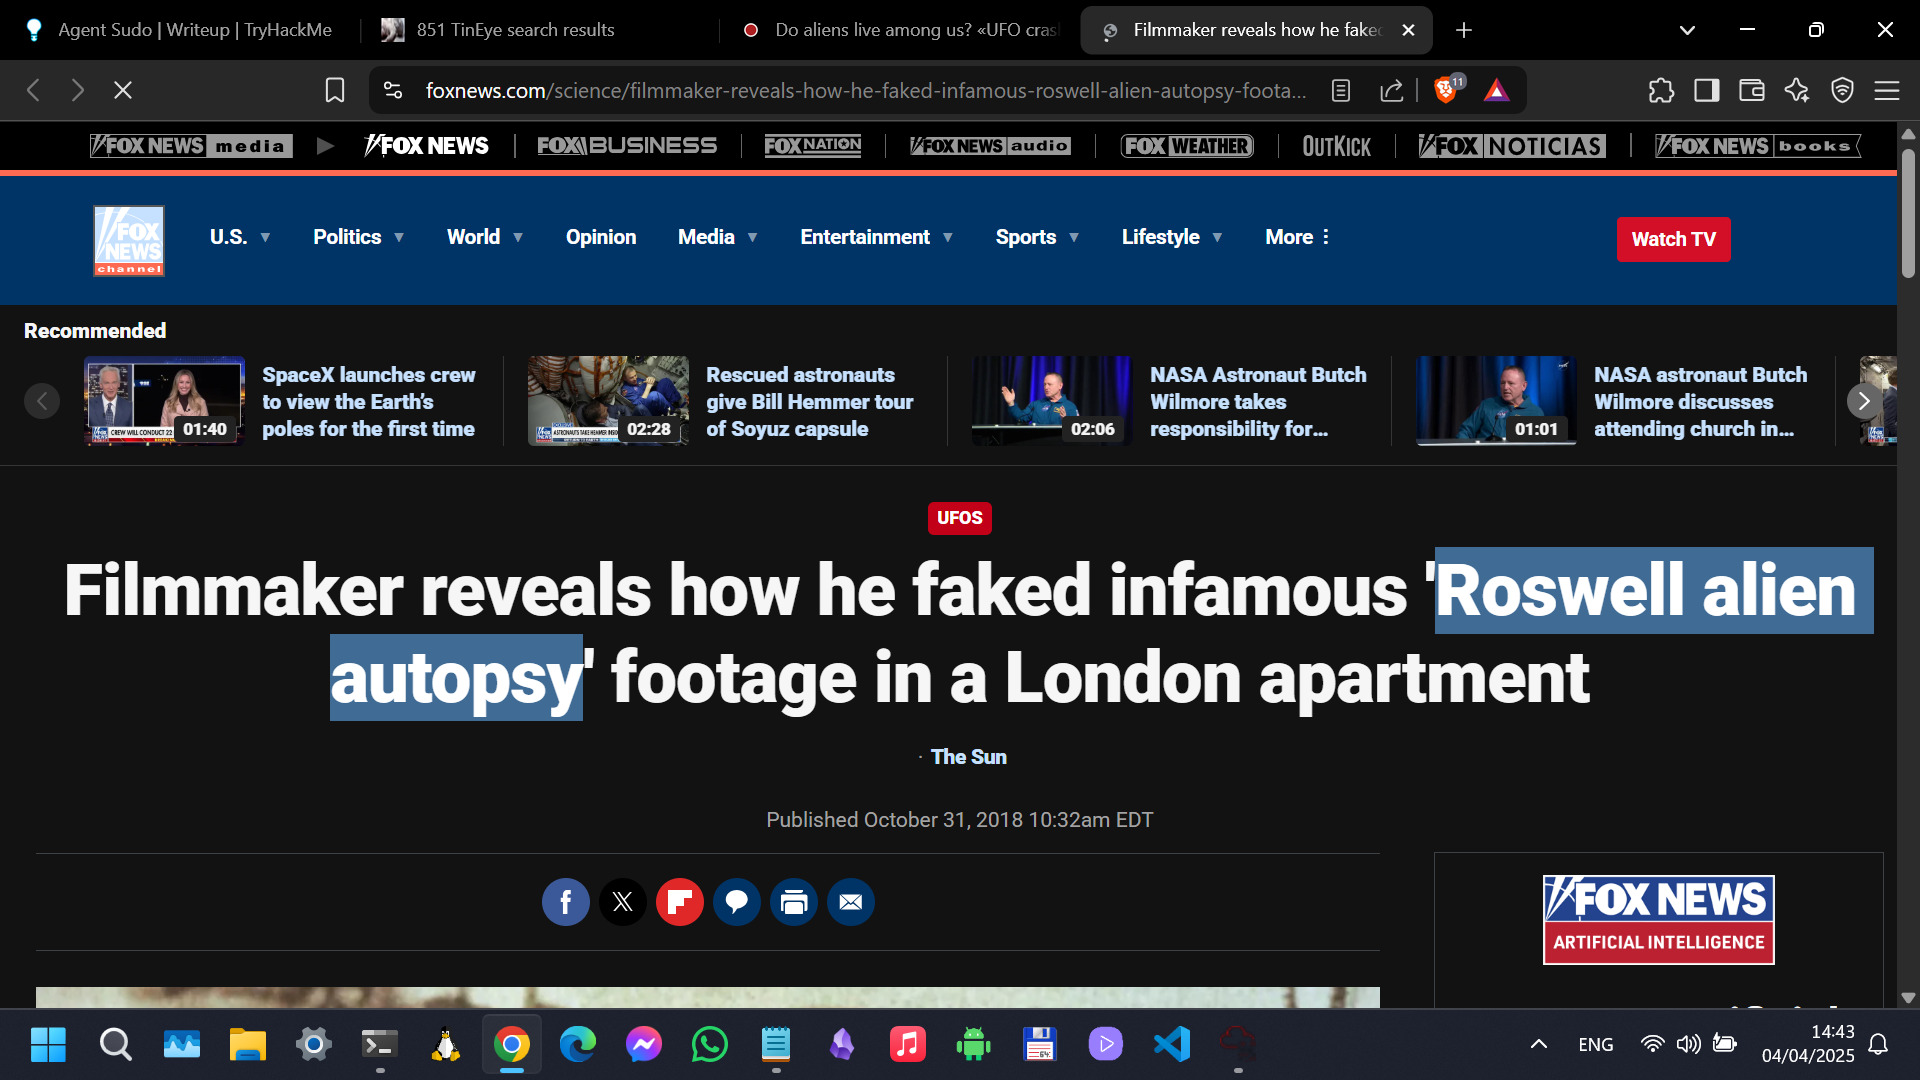 Agent Sudo | Writeup | TryHackMe
851 TinEye search results
Do aliens live among us? «UFO cras
Filmmaker reveals how he faked
foxnews.com/science/filmmaker-reveals-how-he-faked-infamous-roswell-alien-autopsy-foota...
11
FOX NEWS media
FOX NEWS
FOX BUSINESS
FOX NATION
FOX NEWS audio
FOX WEATHER
OUTKICK
FOX NOTICIAS
FOX NEWS books
FOX NEWS channel
U.S.
Politics
World
Opinion
Media
Entertainment
Sports
Lifestyle
More
Watch TV
Recommended
01:40
SpaceX launches crew
to view the Earth’s
poles for the first time
02:28
Rescued astronauts
give Bill Hemmer tour
of Soyuz capsule
02:06
NASA Astronaut Butch
Wilmore takes
responsibility for...
01:01
NASA astronaut Butch
Wilmore discusses
attending church in...
UFOS
Filmmaker reveals how he faked infamous 'Roswell alien
autopsy' footage in a London apartment
· The Sun
Published October 31, 2018 10:32am EDT
FOX NEWS
ARTIFICIAL INTELLIGENCE
64
ENG
14:43
04/04/2025